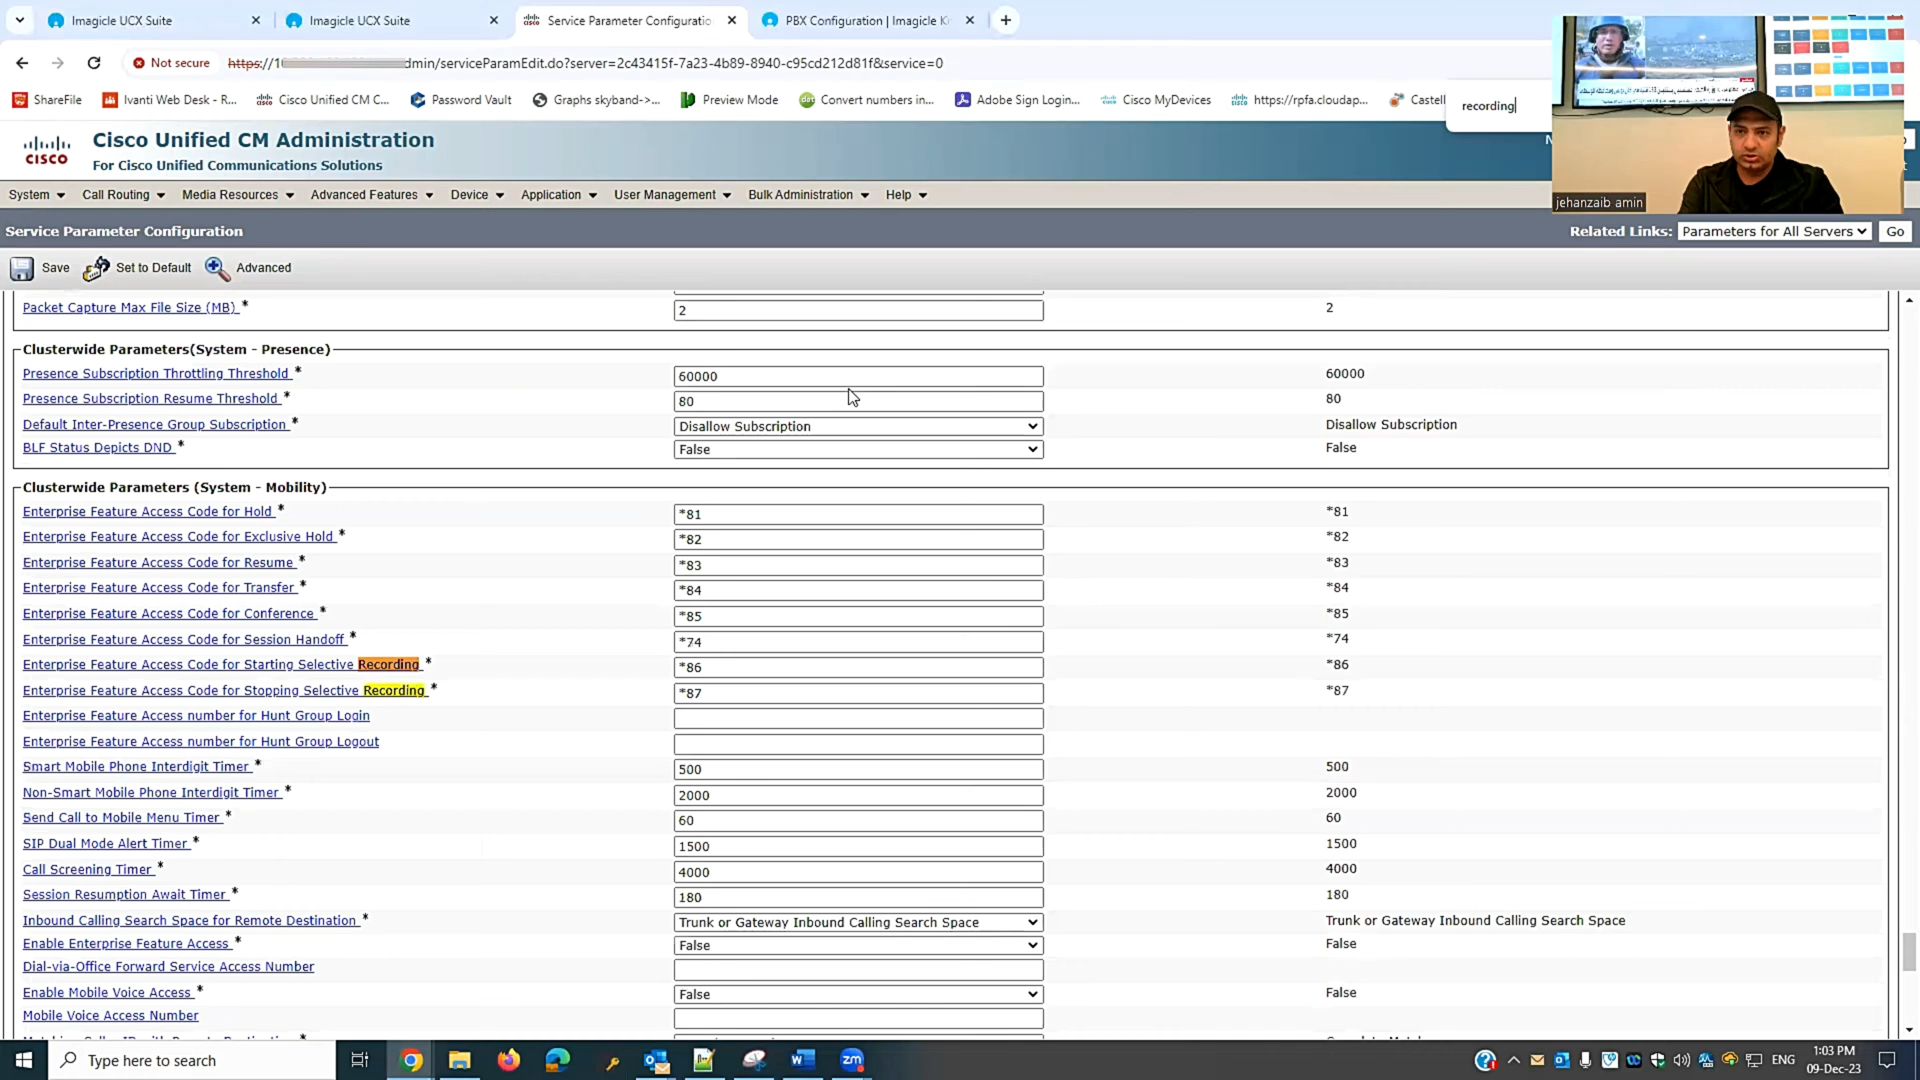 Imagicle UCX Suite
Imagicle UCX Suite
Service Parameter Configuratio
PBX Configuration | Imagicle K
Not secure https:// dmin/serviceParamEdit.do?server=2c43415f-7a23-4b89-8940-c95cd212d81f&service=0
ShareFile
Ivanti Web Desk - R...
Cisco Unified CM C...
Password Vault
Graphs skyband->...
Preview Mode
Convert numbers in...
Adobe Sign Login...
Cisco MyDevices
https://rpfa.cloudap...
Castell
recording
CISCO
Cisco Unified CM Administration
For Cisco Unified Communications Solutions
System
Call Routing
Media Resources
Advanced Features
Device
Application
User Management
Bulk Administration
Help
jehanzaib amin
Service Parameter Configuration
Related Links: Parameters for All Servers Go
Save Set to Default Advanced
Packet Capture Max File Size (MB) * 2 2
Clusterwide Parameters(System - Presence)
Presence Subscription Throttling Threshold * 60000 60000
Presence Subscription Resume Threshold * 80 80
Default Inter-Presence Group Subscription * Disallow Subscription Disallow Subscription
BLF Status Depicts DND * False False
Clusterwide Parameters (System - Mobility)
Enterprise Feature Access Code for Hold * *81 *81
Enterprise Feature Access Code for Exclusive Hold * *82 *82
Enterprise Feature Access Code for Resume * *83 *83
Enterprise Feature Access Code for Transfer * *84 *84
Enterprise Feature Access Code for Conference * *85 *85
Enterprise Feature Access Code for Session Handoff * *74 *74
Enterprise Feature Access Code for Starting Selective Recording * *86 *86
Enterprise Feature Access Code for Stopping Selective Recording * *87 *87
Enterprise Feature Access number for Hunt Group Login
Enterprise Feature Access number for Hunt Group Logout
Smart Mobile Phone Interdigit Timer * 500 500
Non-Smart Mobile Phone Interdigit Timer * 2000 2000
Send Call to Mobile Menu Timer * 60 60
SIP Dual Mode Alert Timer * 1500 1500
Call Screening Timer * 4000 4000
Session Resumption Await Timer * 180 180
Inbound Calling Search Space for Remote Destination * Trunk or Gateway Inbound Calling Search Space Trunk or Gateway Inbound Calling Search Space
Enable Enterprise Feature Access * False False
Dial-via-Office Forward Service Access Number
Enable Mobile Voice Access * False False
Mobile Voice Access Number
Type here to search
zm
ENG
1:03 PM
09-Dec-23